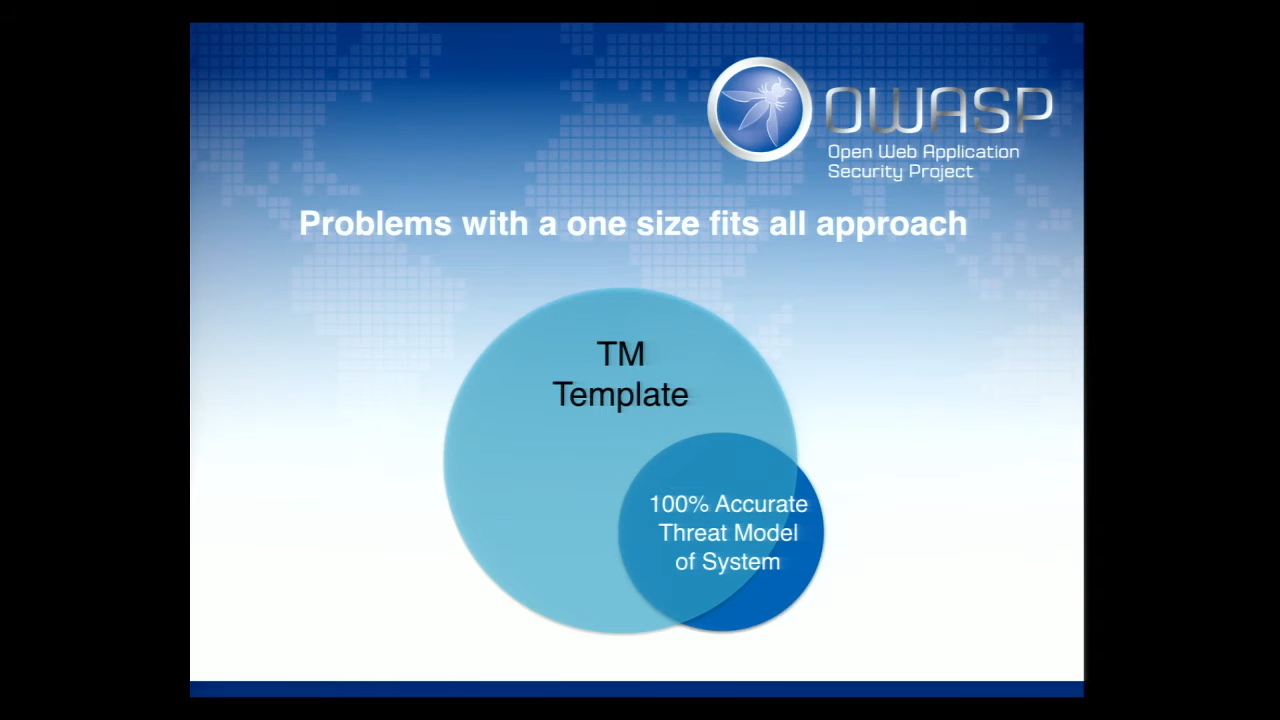 OWASP
Open Web Application
Security Project
Problems with a one size fits all approach
TM
Template
100% Accurate
Threat Model
of System